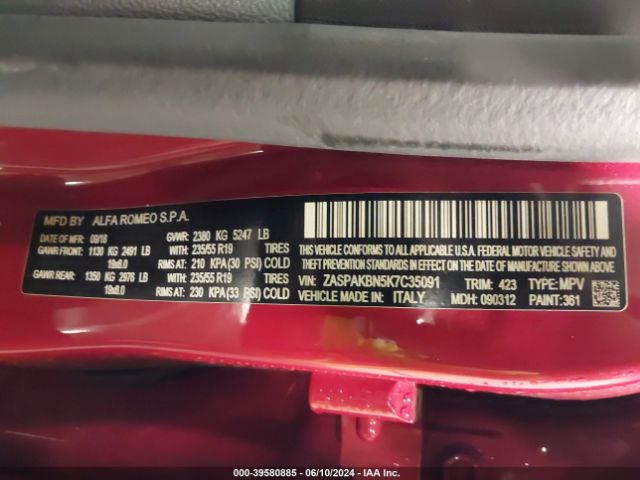 MFD BY ALFA ROMEO S.P.A.
DATE OF MFR 09/18 GVWR: 2380 KG 5247 LB
GAWR FRONT: 1130 KG 2491 LB WITH: 235/55 R19 TIRES
19x8.0 RIMS AT: 210 KPA (30 PSI) COLD
GAWR REAR: 1350 KG 2976 LB WITH: 235/55 R19 TIRES
19x8.0 RIMS AT: 230 KPA (33 PSI) COLD
THIS VEHICLE CONFORMS TO ALL APPLICABLE U.S.A. FEDERAL MOTOR VEHICLE SAFETY AND
THEFT PREVENTION STANDARDS IN EFFECT ON THE DATE OF MANUFACTURE SHOWN ABOVE
VIN: ZASPAKBN5K7C35091 TRIM: 423 TYPE: MPV
VEHICLE MADE IN: ITALY MDH: 090312 PAINT: 361
000-39580885 - 06/10/2024 - IAA Inc.